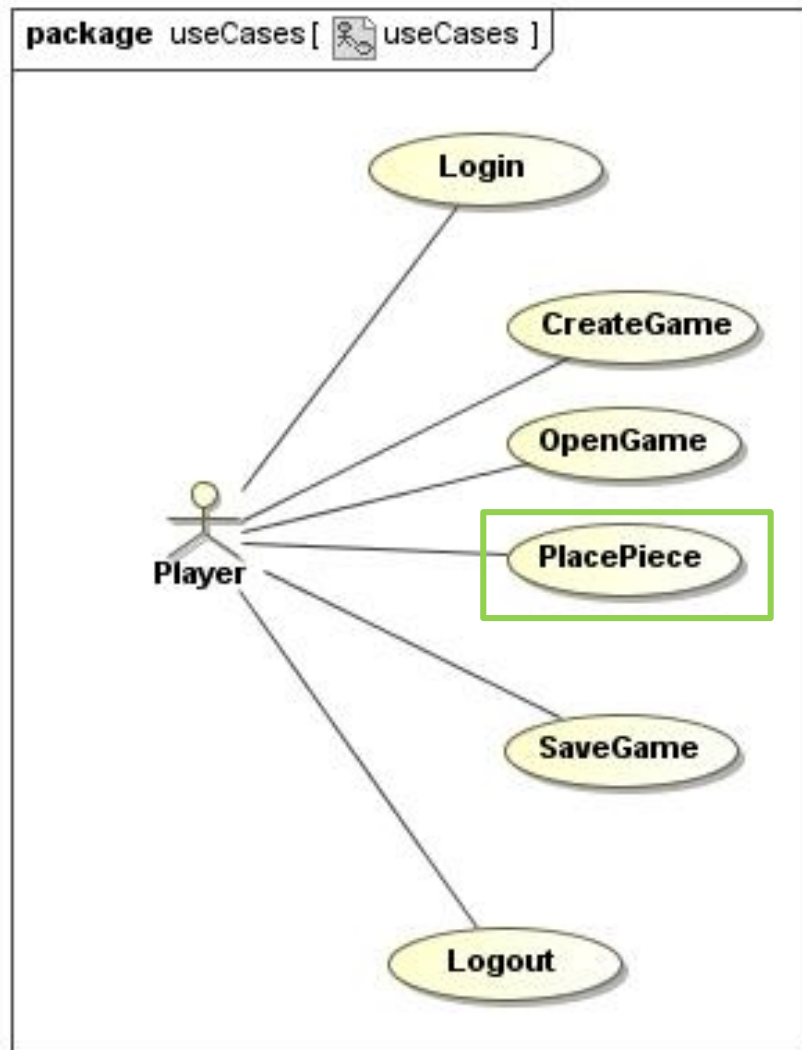 package useCases [ useCases ]
Login
CreateGame
OpenGame
PlacePiece
Player
SaveGame
Logout